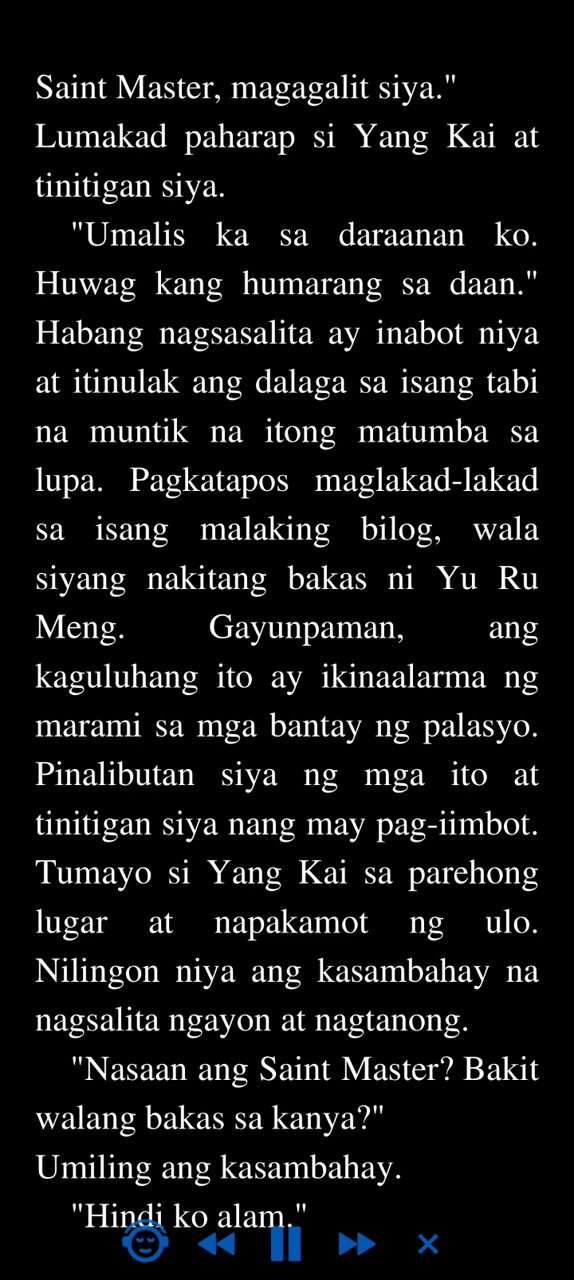 Saint Master, magagalit siya."
Lumakad paharap si Yang Kai at
tinitigan siya.
"Umalis ka sa daraanan ko.
Huwag kang humarang sa daan."
Habang nagsasalita ay inabot niya
at itinulak ang dalaga sa isang tabi
na muntik na itong matumba sa
lupa. Pagkatapos maglakad-lakad
sa isang malaking bilog, wala
siyang nakitang bakas ni Yu Ru
Meng. Gayunpaman, ang
kaguluhang ito ay ikinaalarma ng
marami sa mga bantay ng palasyo.
Pinalibutan siya ng mga ito at
tinitigan siya nang may pag-iimbot.
Tumayo si Yang Kai sa parehong
lugar at napakamot ng ulo.
Nilingon niya ang kasambahay na
nagsalita ngayon at nagtanong.
"Nasaan ang Saint Master? Bakit
walang bakas sa kanya?"
Umiling ang kasambahay.
"Hindi ko alam."